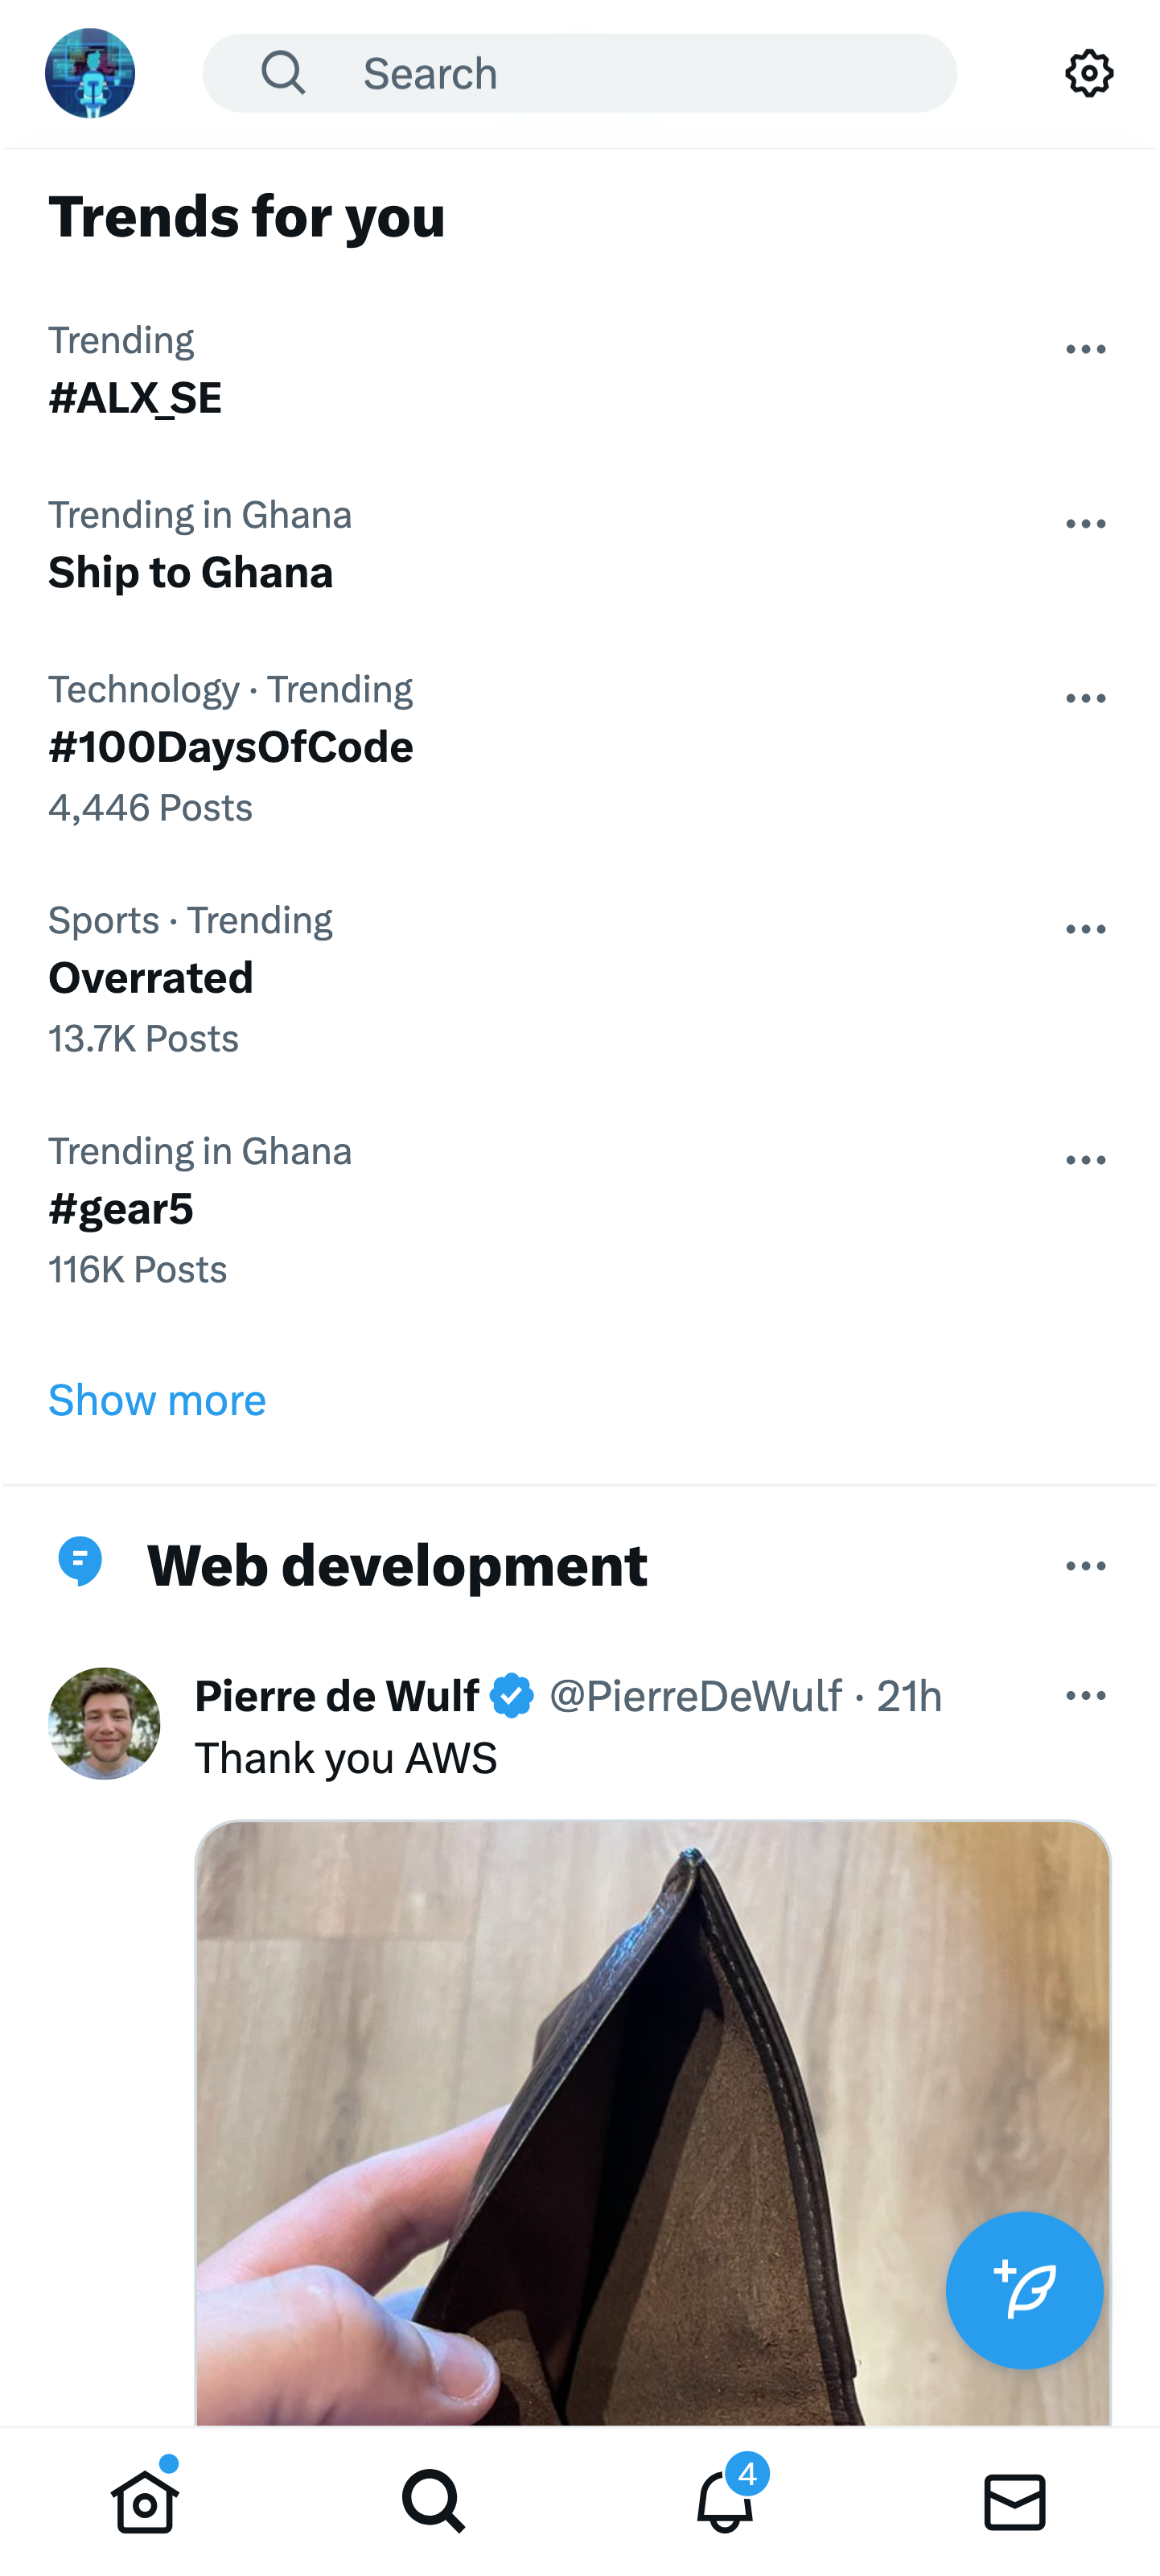 Search
Trends for you
Trending
#ALX_SE
Trending in Ghana
Ship to Ghana
Technology · Trending
#100DaysOfCode
4,446 Posts
Sports · Trending
Overrated
13.7K Posts
Trending in Ghana
#gear5
116K Posts
Show more
Web development
Pierre de Wulf @PierreDeWulf · 21h
Thank you AWS
4